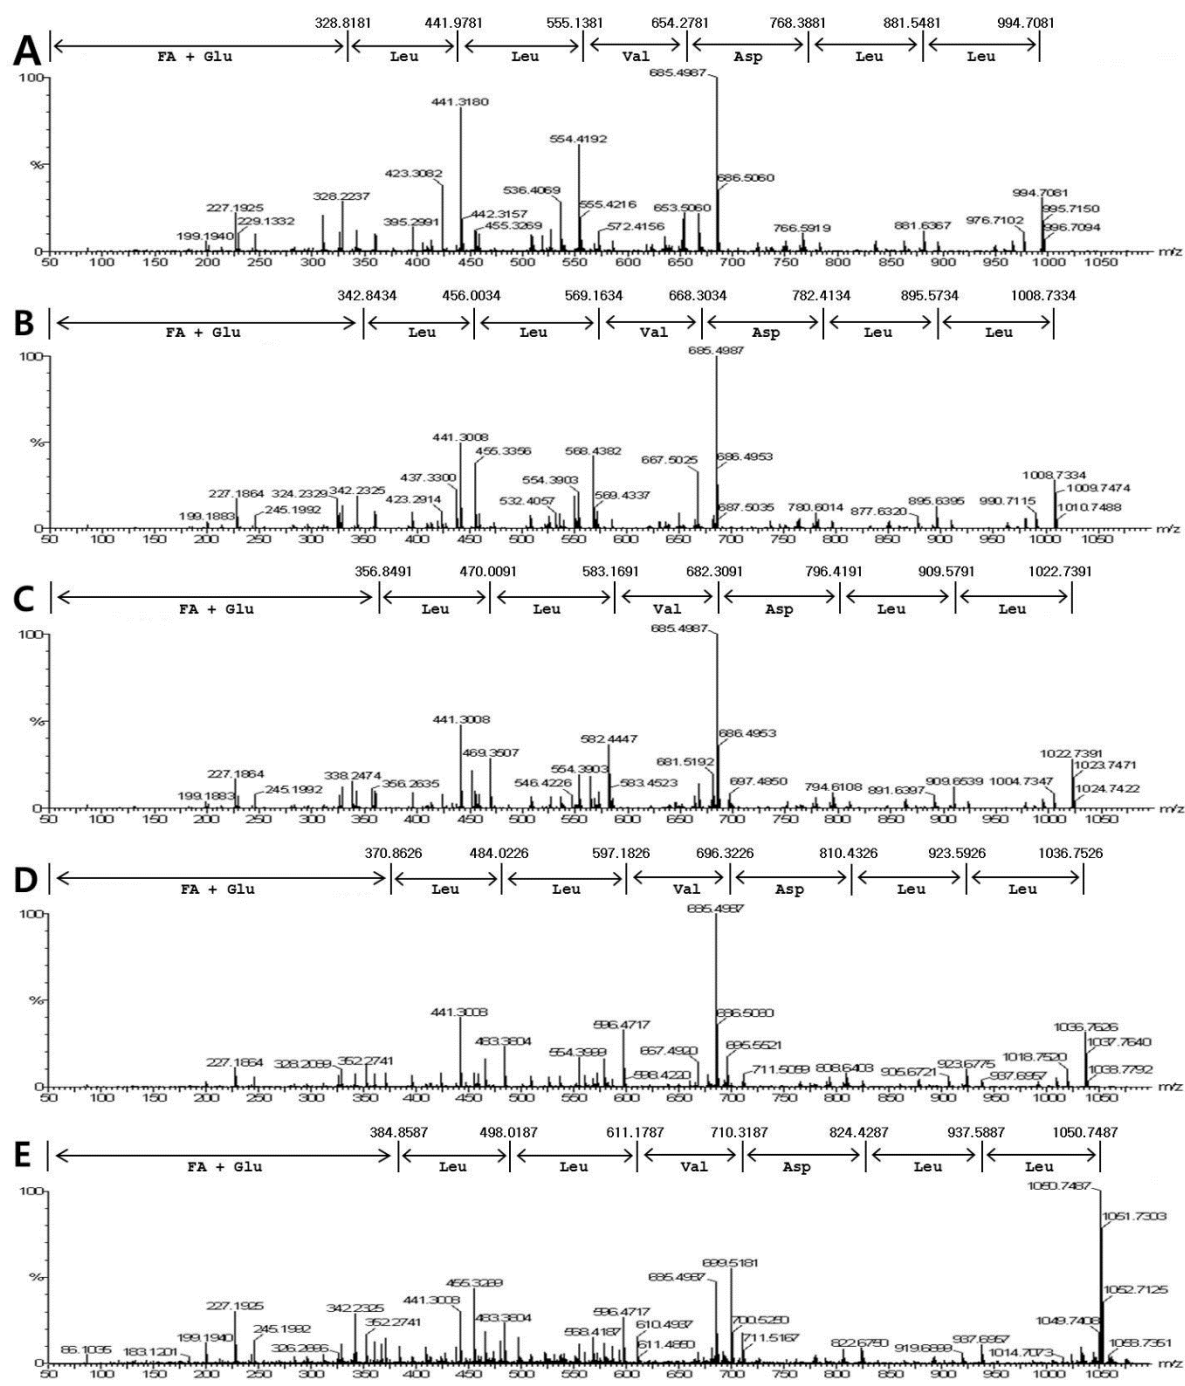 328.8181 441.9781 555.1381 654.2781 768.3881 881.5481 994.7081
A
FA + Glu Leu Leu Val Asp Leu Leu
100 685.4987
441.3180
554.4192
%
423.3082 686.5060 994.7081
536.4069
227.1925 328.2237 555.4216 653.5060 995.7150
229.1332 442.3157 976.7102
199.1940 395.2991 455.3269 572.4156 766.5919 881.6367 996.7094
0 m/z
50 100 150 200 250 300 350 400 450 500 550 600 650 700 750 800 850 900 950 1000 1050
342.8434 456.0034 569.1634 668.3034 782.4134 895.5734 1008.7334
B
FA + Glu Leu Leu Val Asp Leu Leu
100 685.4987
% 441.3008
455.3356 568.4382 667.5025 686.4953
437.3300 554.3903 1008.7334
227.1864 324.2329 342.2325 569.4337 1009.7474
199.1883 245.1992 423.2914 532.4057 687.5035 780.6014 877.6320 895.6395 990.7115 1010.7488
0 m/z
50 100 150 200 250 300 350 400 450 500 550 600 650 700 750 800 850 900 950 1000 1050
356.8491 470.0091 583.1691 682.3091 796.4191 909.5791 1022.7391
C
FA + Glu Leu Leu Val Asp Leu Leu
100 685.4987
% 441.3008
582.4447 686.4953
469.3507 681.5192 1022.7391
554.3903 1023.7471
227.1864 338.2474 356.2635 546.4226 583.4523 697.4850 794.6108 909.6539 1004.7347
199.1883 245.1992 891.6397 1024.7422
0 m/z
50 100 150 200 250 300 350 400 450 500 550 600 650 700 750 800 850 900 950 1000 1050
370.8626 484.0226 597.1826 696.3226 810.4326 923.5926 1036.7526
D
FA + Glu Leu Leu Val Asp Leu Leu
100 685.4987
%
441.3008 596.4717 686.5060 1036.7626
483.3804 695.5521 1037.7640
227.1864 328.2099 352.2741 554.3999 667.4920 1018.7520
598.4220 711.5059 808.6403 905.6721 923.6775 937.6957 1038.7792
0 m/z
50 100 150 200 250 300 350 400 450 500 550 600 650 700 750 800 850 900 950 1000 1050
384.8587 498.0187 611.1787 710.3187 824.4287 937.5887 1050.7487
E
FA + Glu Leu Leu Val Asp Leu Leu
100 1050.7487
1051.7303
% 455.3269 685.4987 699.5181
227.1925 342.2325 441.3008 483.3804 596.4717 610.4937 700.5250 1049.7408 1052.7125
199.1940 245.1992 352.2741 568.4187 611.4850 711.5167
86.1035 183.1201 326.2696 822.6750 919.6899 937.6957 1014.7073 1053.7351
0 m/z
50 100 150 200 250 300 350 400 450 500 550 600 650 700 750 800 850 900 950 1000 1050